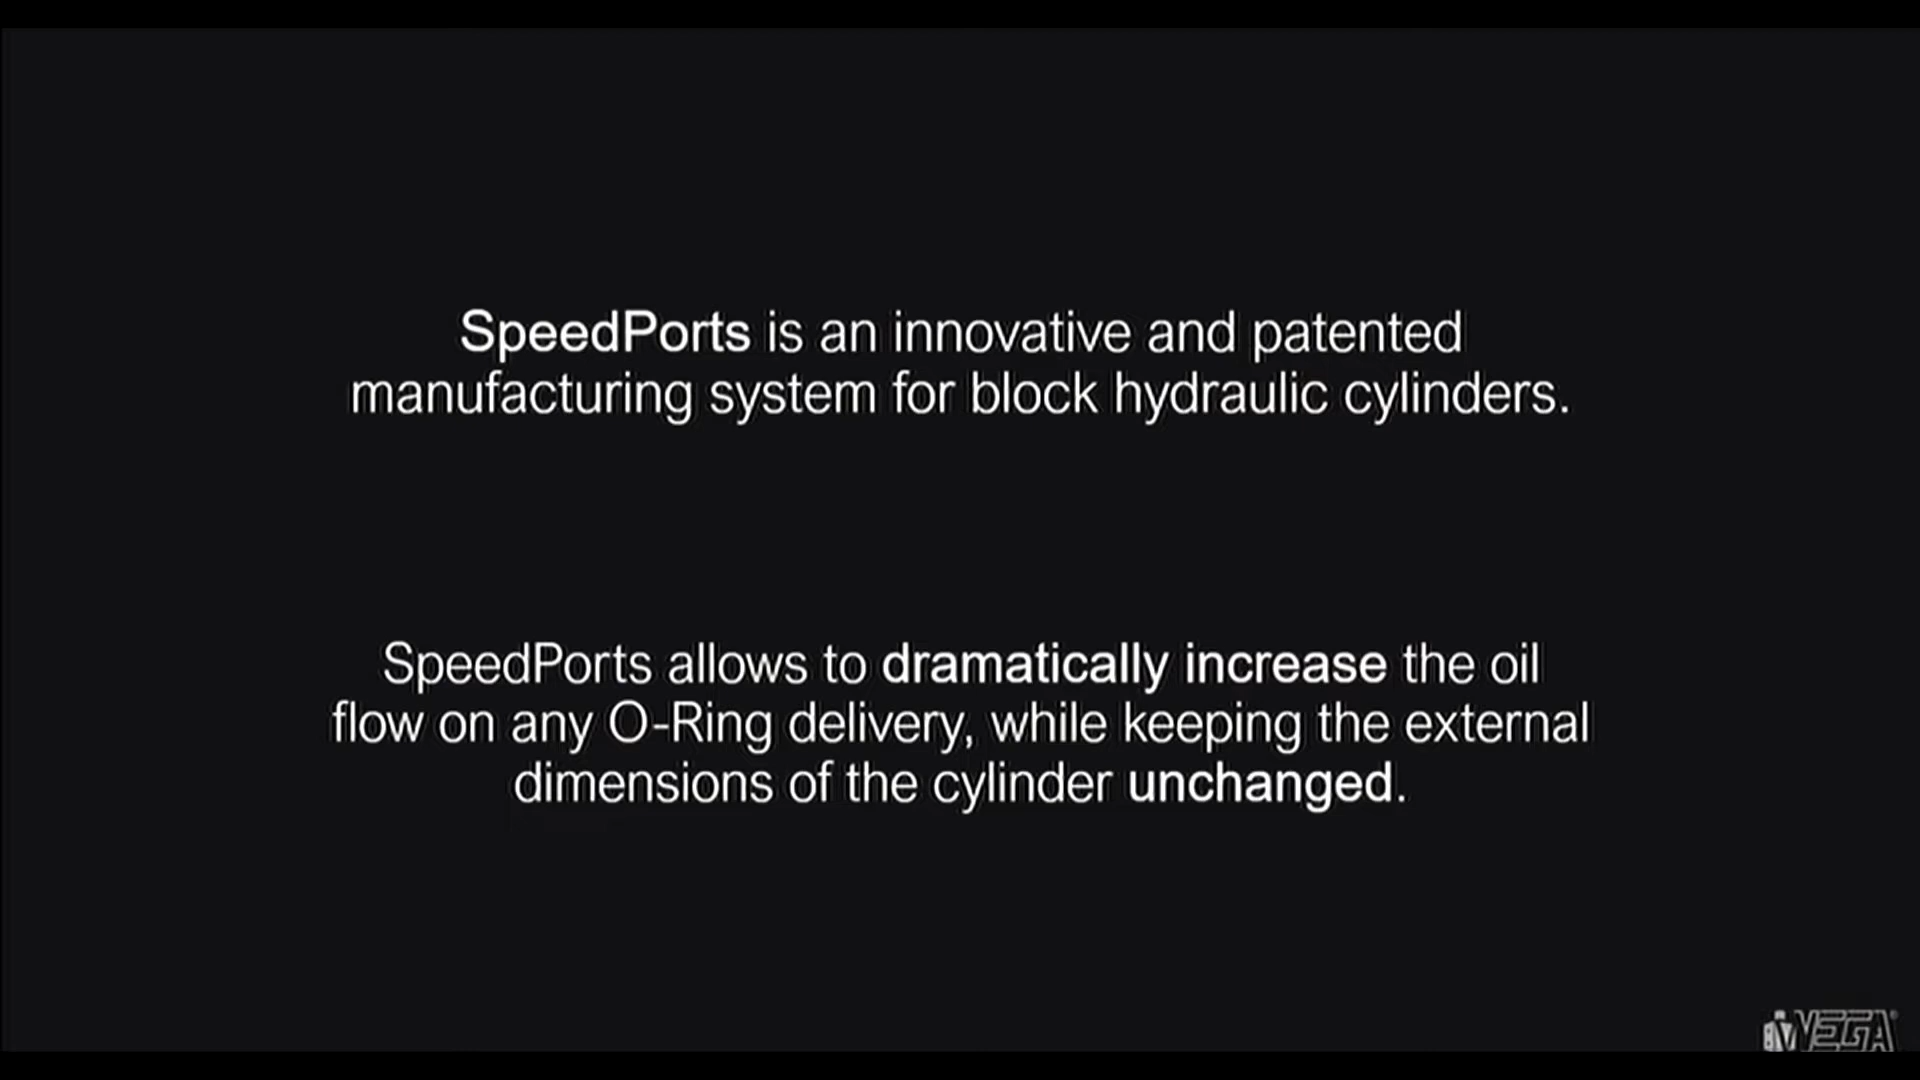 SpeedPorts is an innovative and patented
manufacturing system for block hydraulic cylinders.
SpeedPorts allows to dramatically increase the oil
flow on any O-Ring delivery, while keeping the external
dimensions of the cylinder unchanged.
VEGA®